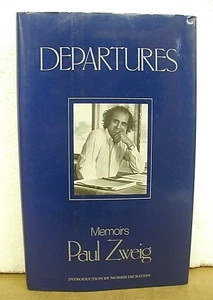 DEPARTURES
Memoirs
Paul Zweig
INTRODUCTION BY MORRIS DICKSTEIN